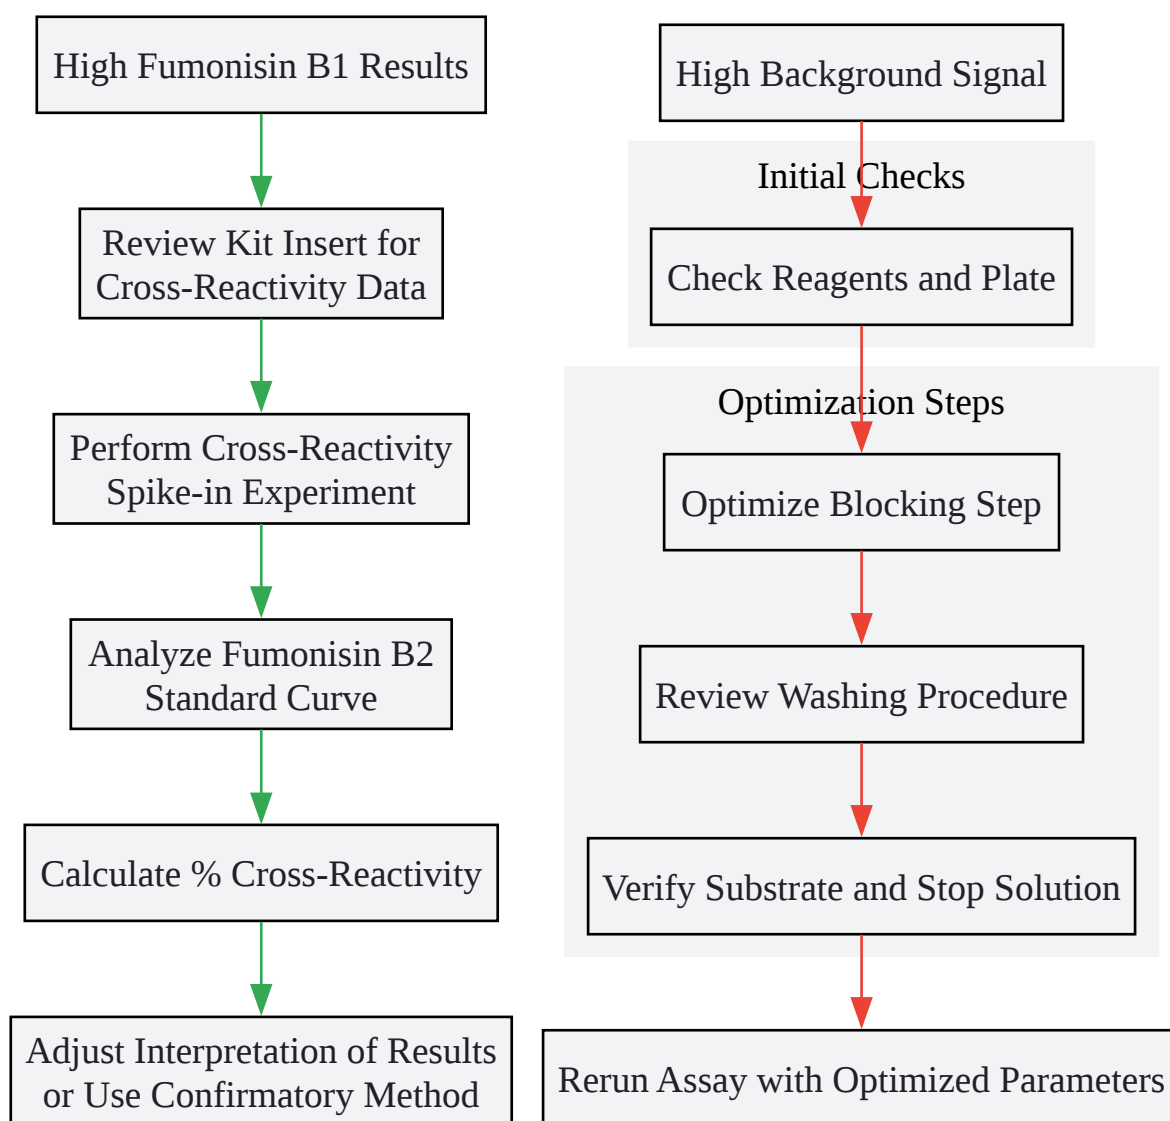 High Fumonisin B1 Results
Review Kit Insert for
Cross-Reactivity Data
Perform Cross-Reactivity
Spike-in Experiment
Analyze Fumonisin B2
Standard Curve
Calculate % Cross-Reactivity
Adjust Interpretation of Results
or Use Confirmatory Method
High Background Signal
Initial Checks
Check Reagents and Plate
Optimization Steps
Optimize Blocking Step
Review Washing Procedure
Verify Substrate and Stop Solution
Rerun Assay with Optimized Parameters